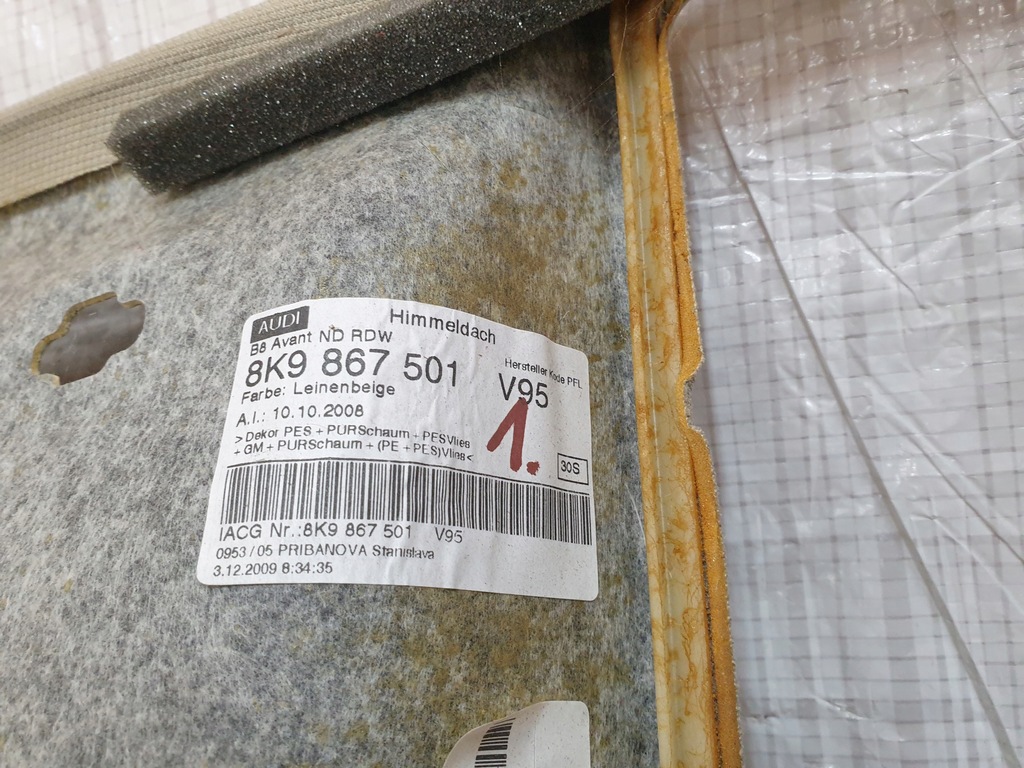 AUDI Himmeldach
B8 Avant ND RDW
Hersteller Kode PFL
8K9 867 501 V95
Farbe: Leinenbeige
A.I.: 10.10.2008
1.
>Dekor PES + PURSchaum + PESVlies
+ GM + PURSchaum + (PE + PES)Vlies<
30S
IACG Nr.:8K9 867 501 V95
0953 / 05 PRIBANOVA Stanislava
3.12.2009 8:34:35